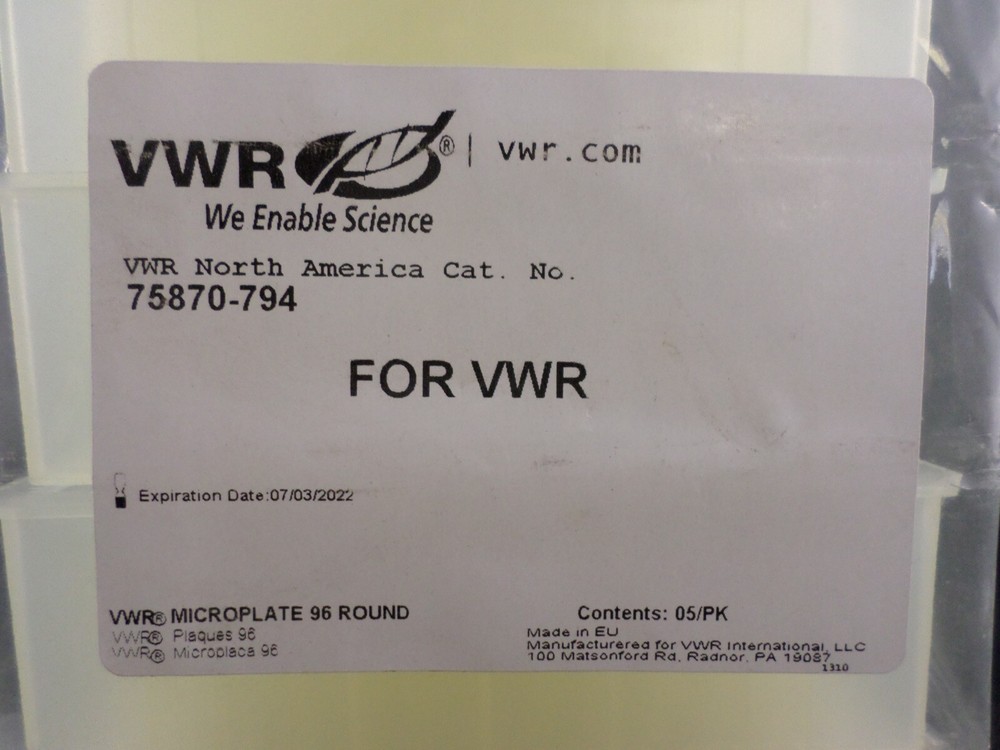 VWR® | vwr.com
We Enable Science
VWR North America Cat. No.
75870-794
FOR VWR
Expiration Date:07/03/2022
VWR® MICROPLATE 96 ROUND
VWR® Plaques 96
VWR® Microplaca 96
Contents: 05/PK
Made in EU
Manufacturered for VWR International, LLC
100 Matsonford Rd, Radnor, PA 19087
1310